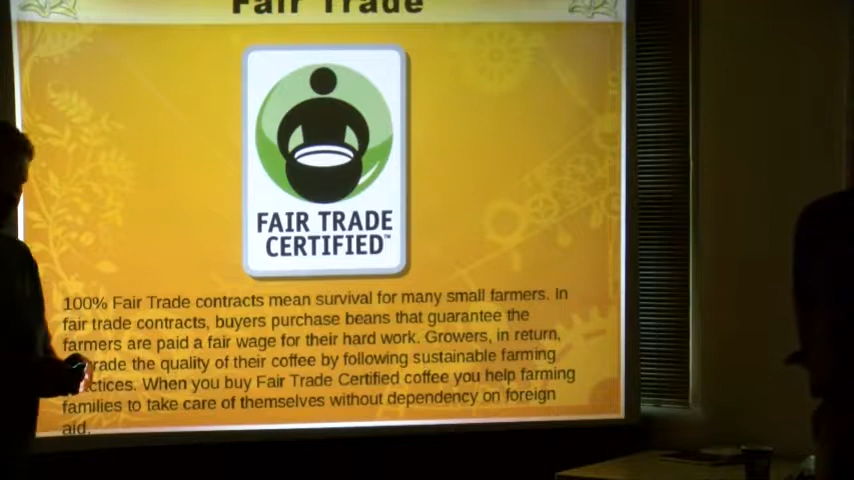 Fair Trade
FAIR TRADE
CERTIFIED™
100% Fair Trade contracts mean survival for many small farmers. In
fair trade contracts, buyers purchase beans that guarantee the
farmers are paid a fair wage for their hard work. Growers, in return,
the quality of their coffee by following sustainable farming
When you buy Fair Trade Certified coffee you help farming
families to take care of themselves without dependency on foreign
aid.